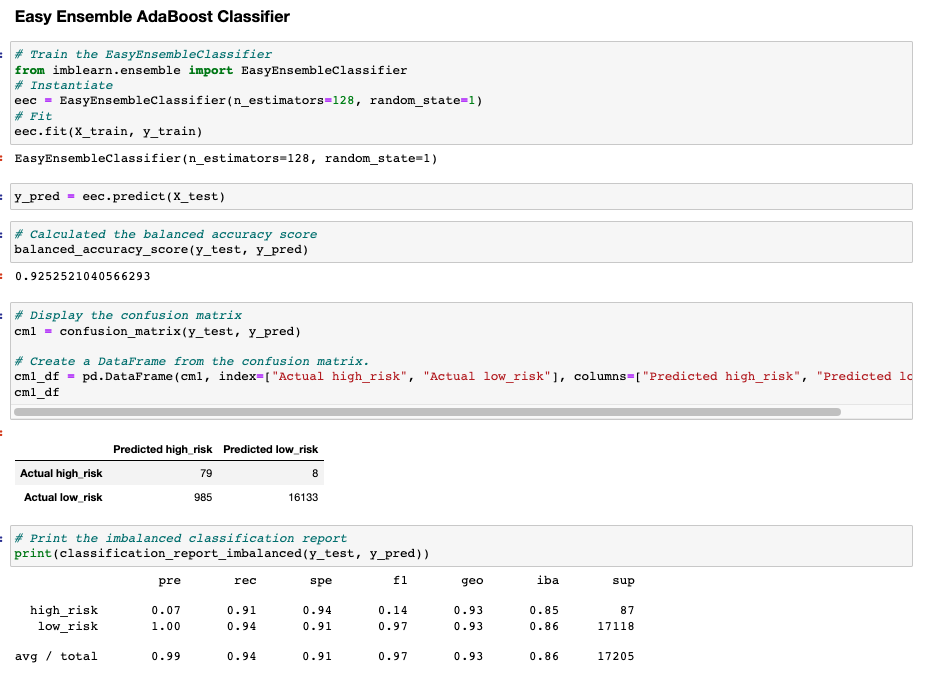 Easy Ensemble AdaBoost Classifier
# Train the EasyEnsembleClassifier
from imblearn.ensemble import EasyEnsembleClassifier
# Instantiate
eec = EasyEnsembleClassifier(n_estimators=128, random_state=1)
# Fit
eec.fit(X_train, y_train)
EasyEnsembleClassifier(n_estimators=128, random_state=1)
y_pred = eec.predict(X_test)
# Calculated the balanced accuracy score
balanced_accuracy_score(y_test, y_pred)
0.9252521040566293
# Display the confusion matrix
cm1 = confusion_matrix(y_test, y_pred)
# Create a DataFrame from the confusion matrix.
cm1_df = pd.DataFrame(cm1, index=["Actual high_risk", "Actual low_risk"], columns=["Predicted high_risk", "Predicted lo
cm1_df
Predicted high_risk Predicted low_risk
Actual high_risk 79 8
Actual low_risk 985 16133
# Print the imbalanced classification report
print(classification_report_imbalanced(y_test, y_pred))
pre rec spe f1 geo iba sup
high_risk 0.07 0.91 0.94 0.14 0.93 0.85 87
low_risk 1.00 0.94 0.91 0.97 0.93 0.86 17118
avg / total 0.99 0.94 0.91 0.97 0.93 0.86 17205